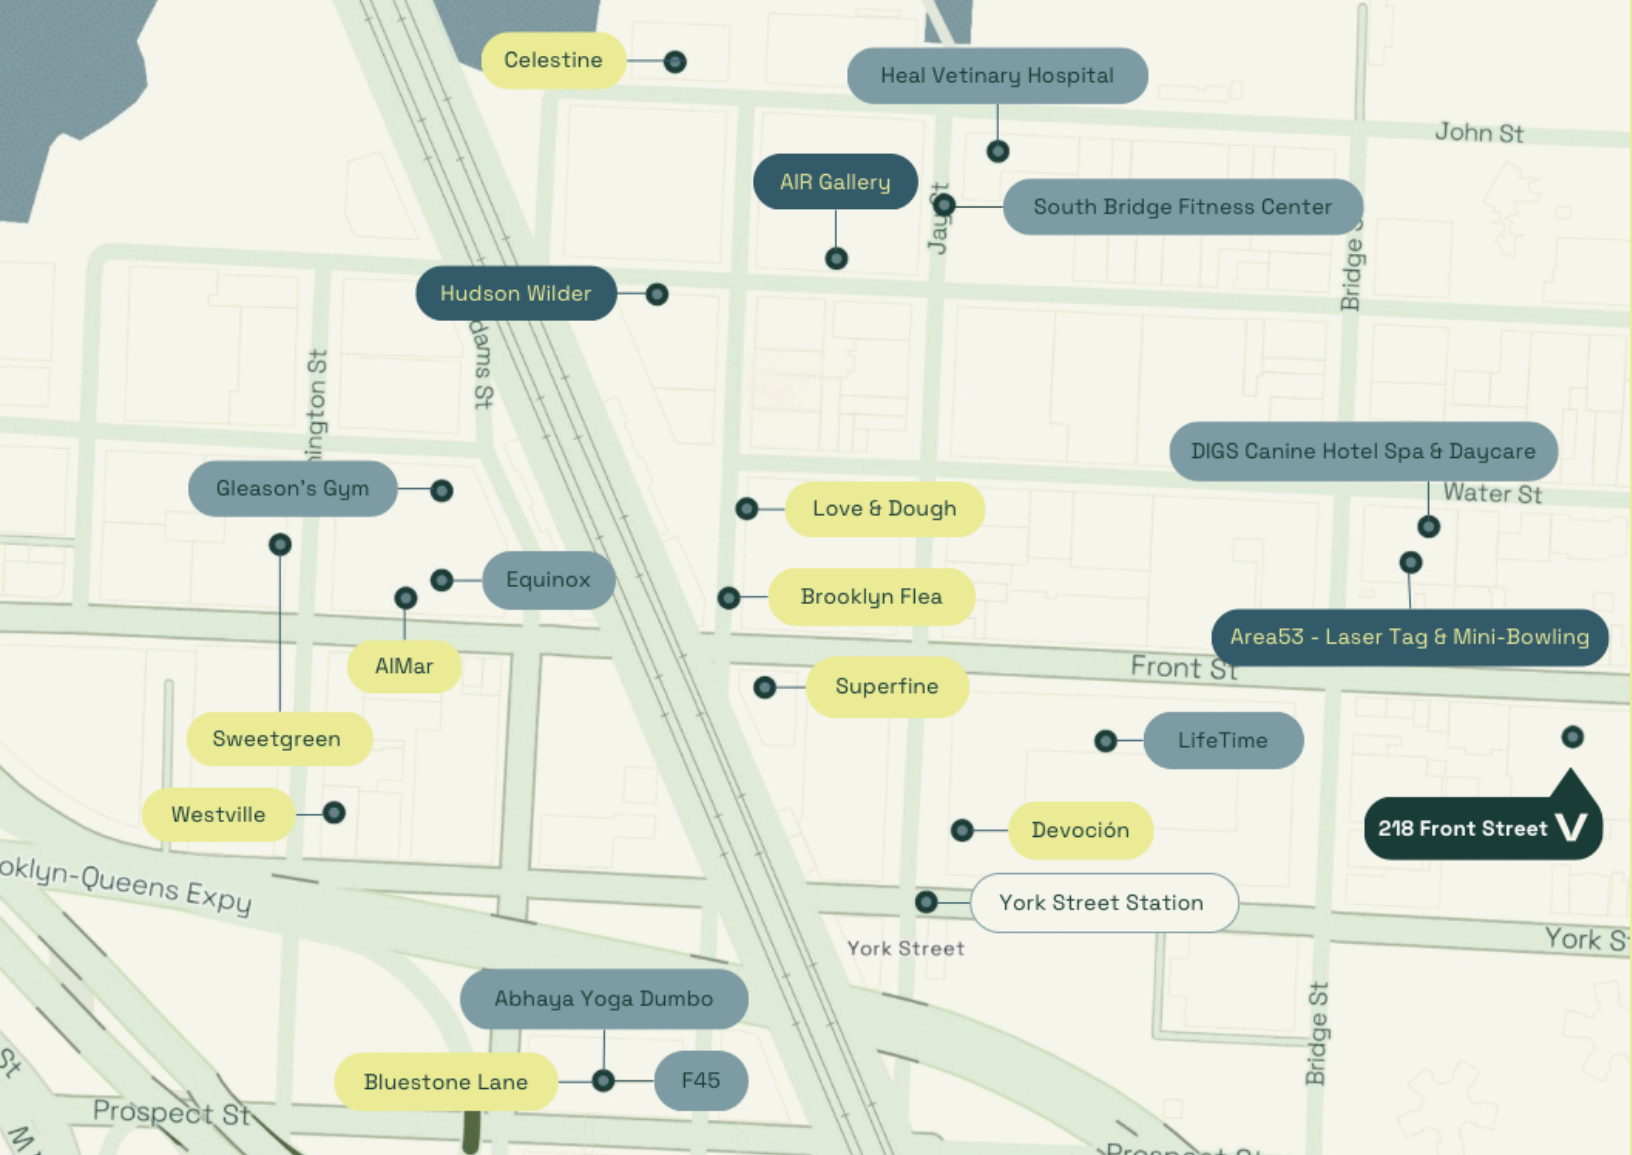 Celestine
Heal Vetinary Hospital
John St
AIR Gallery
Jay St
South Bridge Fitness Center
Bridge S
Hudson Wilder
dams St
ington St
DIGS Canine Hotel Spa & Daycare
Water St
Gleason's Gym
Love & Dough
Equinox
Brooklyn Flea
Area53 - Laser Tag & Mini-Bowling
Front St
AlMar
Superfine
Sweetgreen
LifeTime
Westville
Devoción
218 Front Street V
oklyn-Queens Expy
York Street Station
York Street
York S
Abhaya Yoga Dumbo
Bridge St
Bluestone Lane
F45
St
Prospect St
M
Prospect St